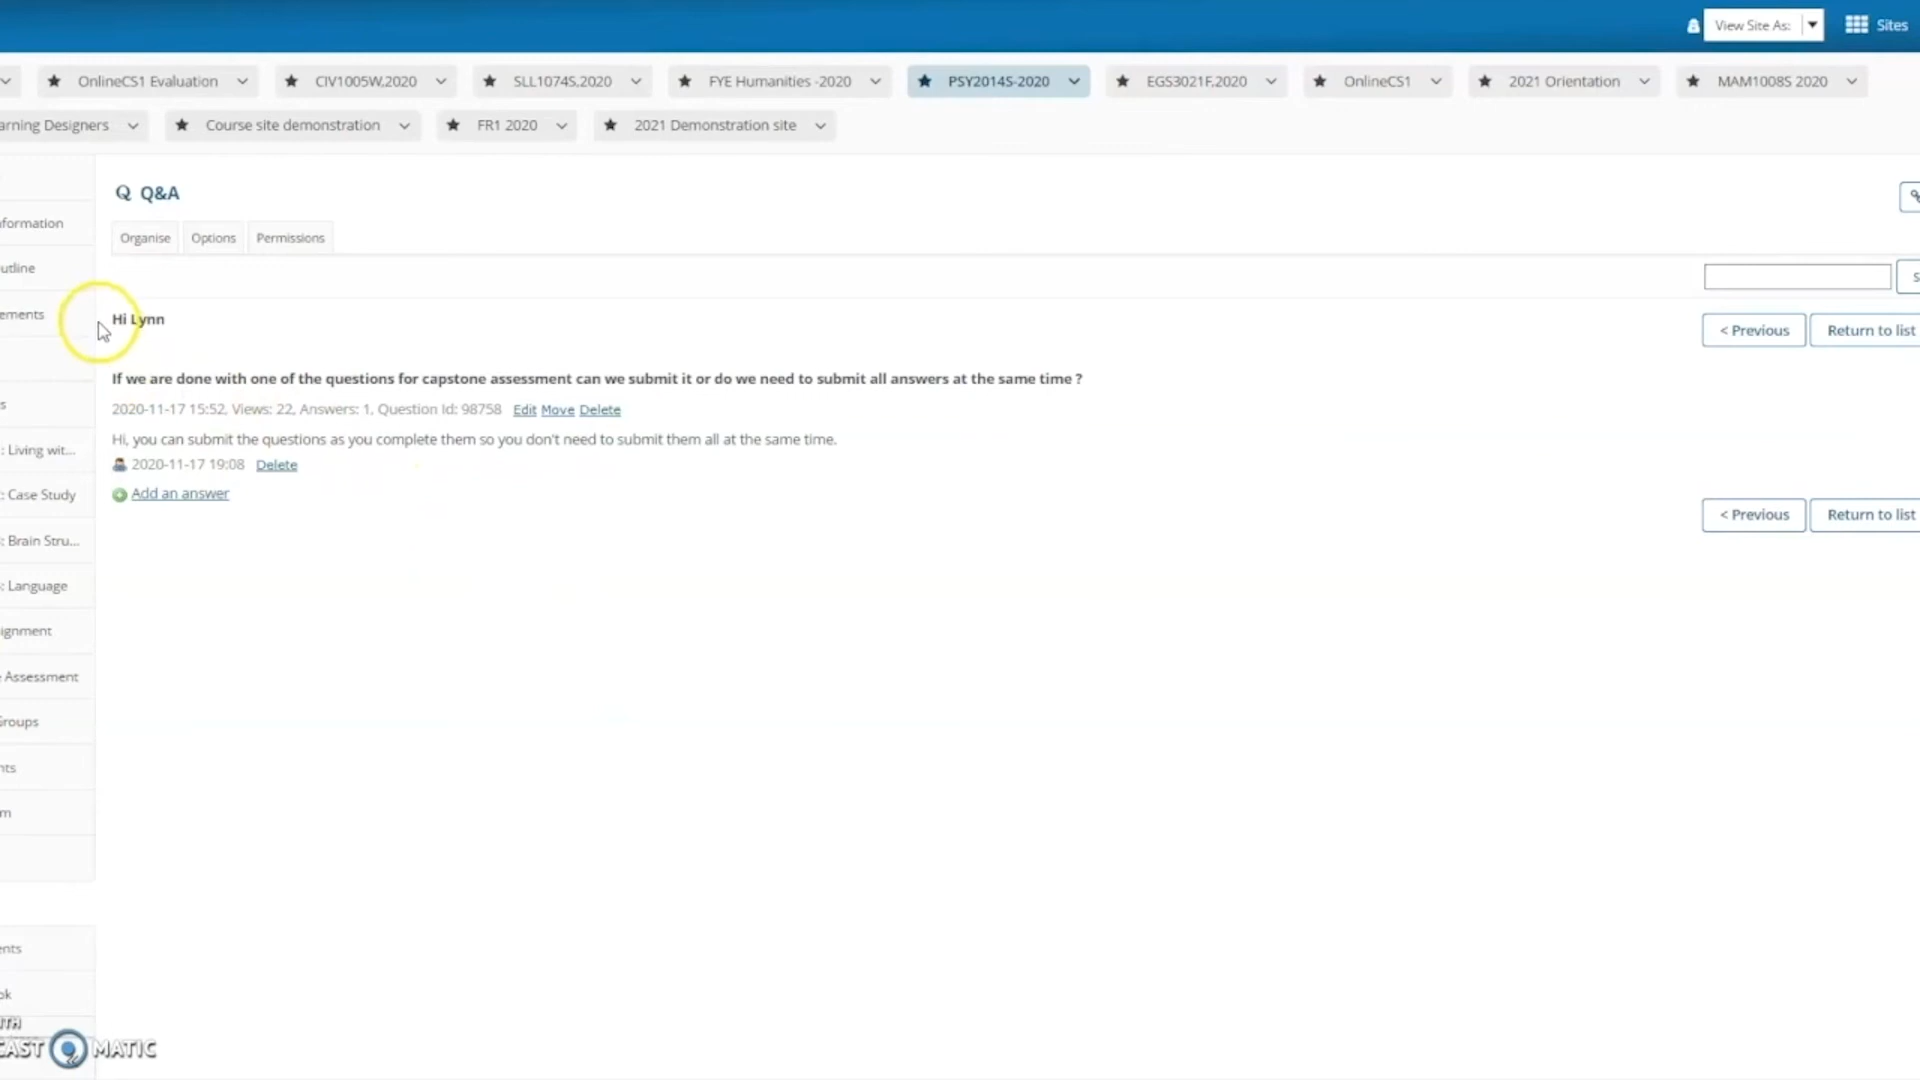 View Site As:
Sites
OnlineCS1 Evaluation
CIV1005W,2020
SLL1074S,2020
FYE Humanities -2020
PSY2014S-2020
EGS3021F,2020
OnlineCS1
2021 Orientation
MAM1008S 2020
arning Designers
Course site demonstration
FR1 2020
2021 Demonstration site
Q Q&A
Organise
Options
Permissions
nformation
utline
ements
s
: Living wit...
: Case Study
: Brain Stru...
: Language
ignment
Assessment
Groups
nts
m
ents
ok
Hi Lynn
< Previous
Return to list
If we are done with one of the questions for capstone assessment can we submit it or do we need to submit all answers at the same time ?
2020-11-17 15:52, Views: 22, Answers: 1, Question Id: 98758 Edit Move Delete
Hi, you can submit the questions as you complete them so you don't need to submit them all at the same time.
2020-11-17 19:08 Delete
Add an answer
< Previous
Return to list
ITH
CAST MATIC